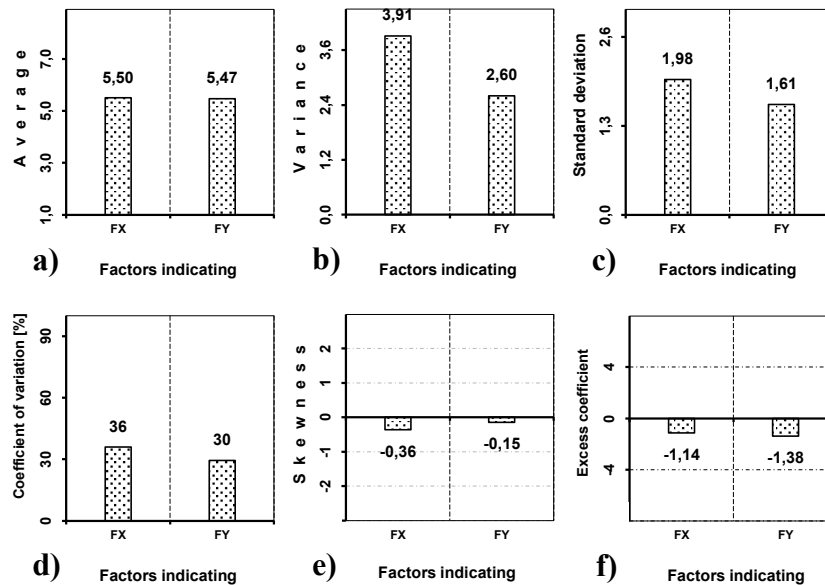 Average
7,0
5,0
3,0
1,0
5,50
5,47
FX
FY
a)
Factors indicating
Variance
3,6
2,4
1,2
0,0
3,91
2,60
FX
FY
b)
Factors indicating
Standard deviation
2,6
1,3
0,0
1,98
1,61
FX
FY
c)
Factors indicating
Coefficient of variation [%]
90
60
30
0
36
30
FX
FY
d)
Factors indicating
Skewness
2
1
0
-1
-2
-0,36
-0,15
FX
FY
e)
Factors indicating
Excess coefficient
4
0
-4
-1,14
-1,38
FX
FY
f)
Factors indicating